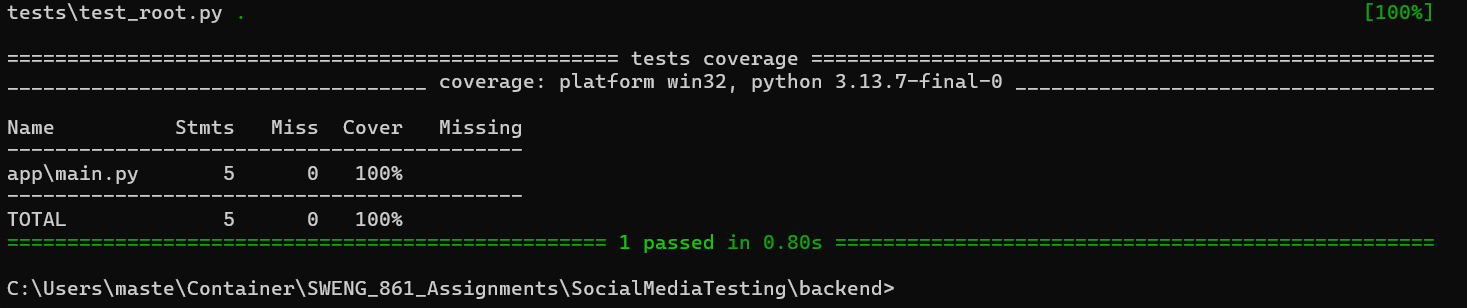 tests\test_root.py . [100%]
=================================================== tests coverage ====================================================
___________________________________ coverage: platform win32, python 3.13.7-final-0 ___________________________________
Name          Stmts   Miss  Cover   Missing
-------------------------------------------
app\main.py       5      0   100%
-------------------------------------------
TOTAL             5      0   100%
================================================== 1 passed in 0.80s ==================================================
C:\Users\maste\Container\SWENG_861_Assignments\SocialMediaTesting\backend>